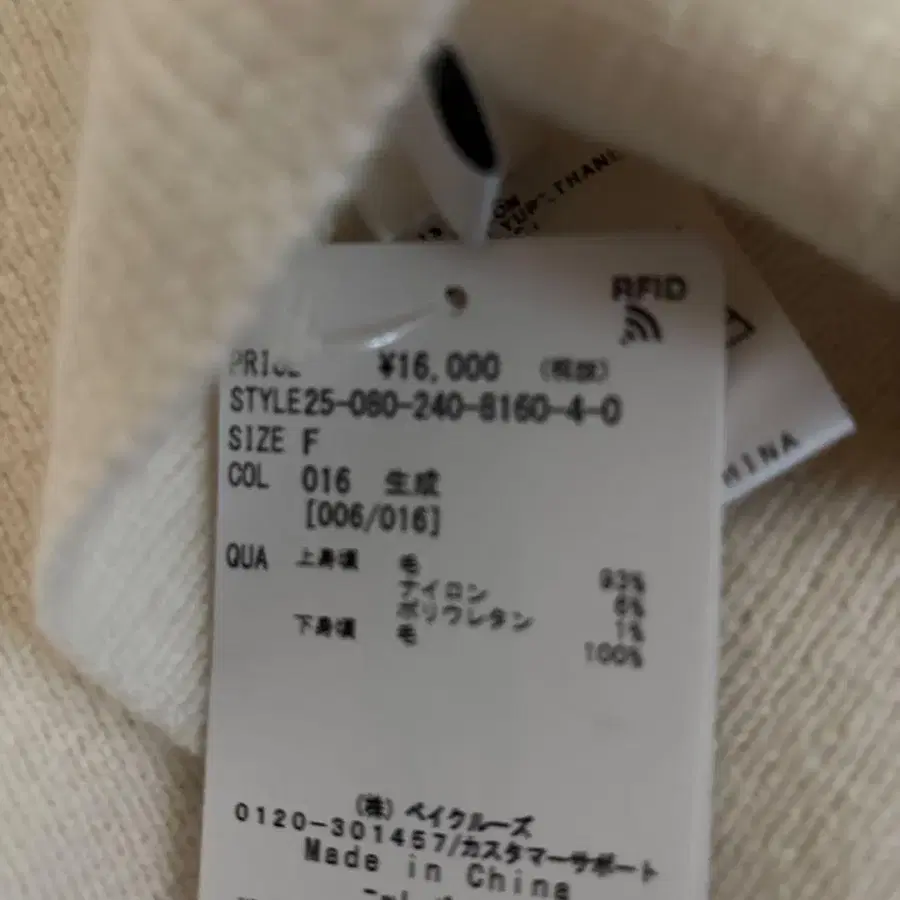 RFID
PRICE ¥16,000 (税抜)
STYLE25-080-240-8160-4-0
SIZE F
COL 016 生成
[006/016]
QUA 上身頃 毛 93%
ナイロン 6%
ポリウレタン 1%
下身頃 毛 100%
(株) ベイクルーズ
0120-301457/カスタマーサポート
Made in China